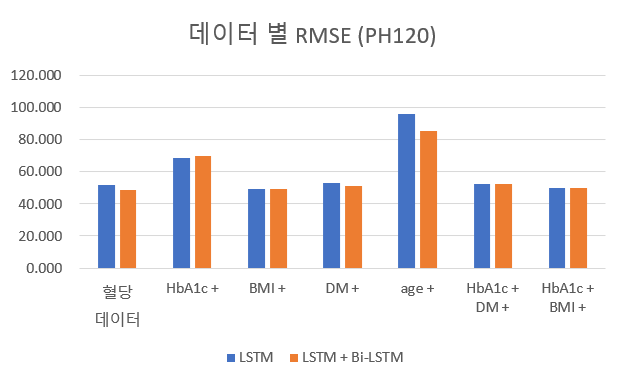 데이터 별 RMSE (PH120)
120.000
100.000
80.000
60.000
40.000
20.000
0.000
혈당
데이터
HbA1c +
BMI +
DM +
age +
HbA1c +
DM +
HbA1c +
BMI +
LSTM
LSTM + Bi-LSTM